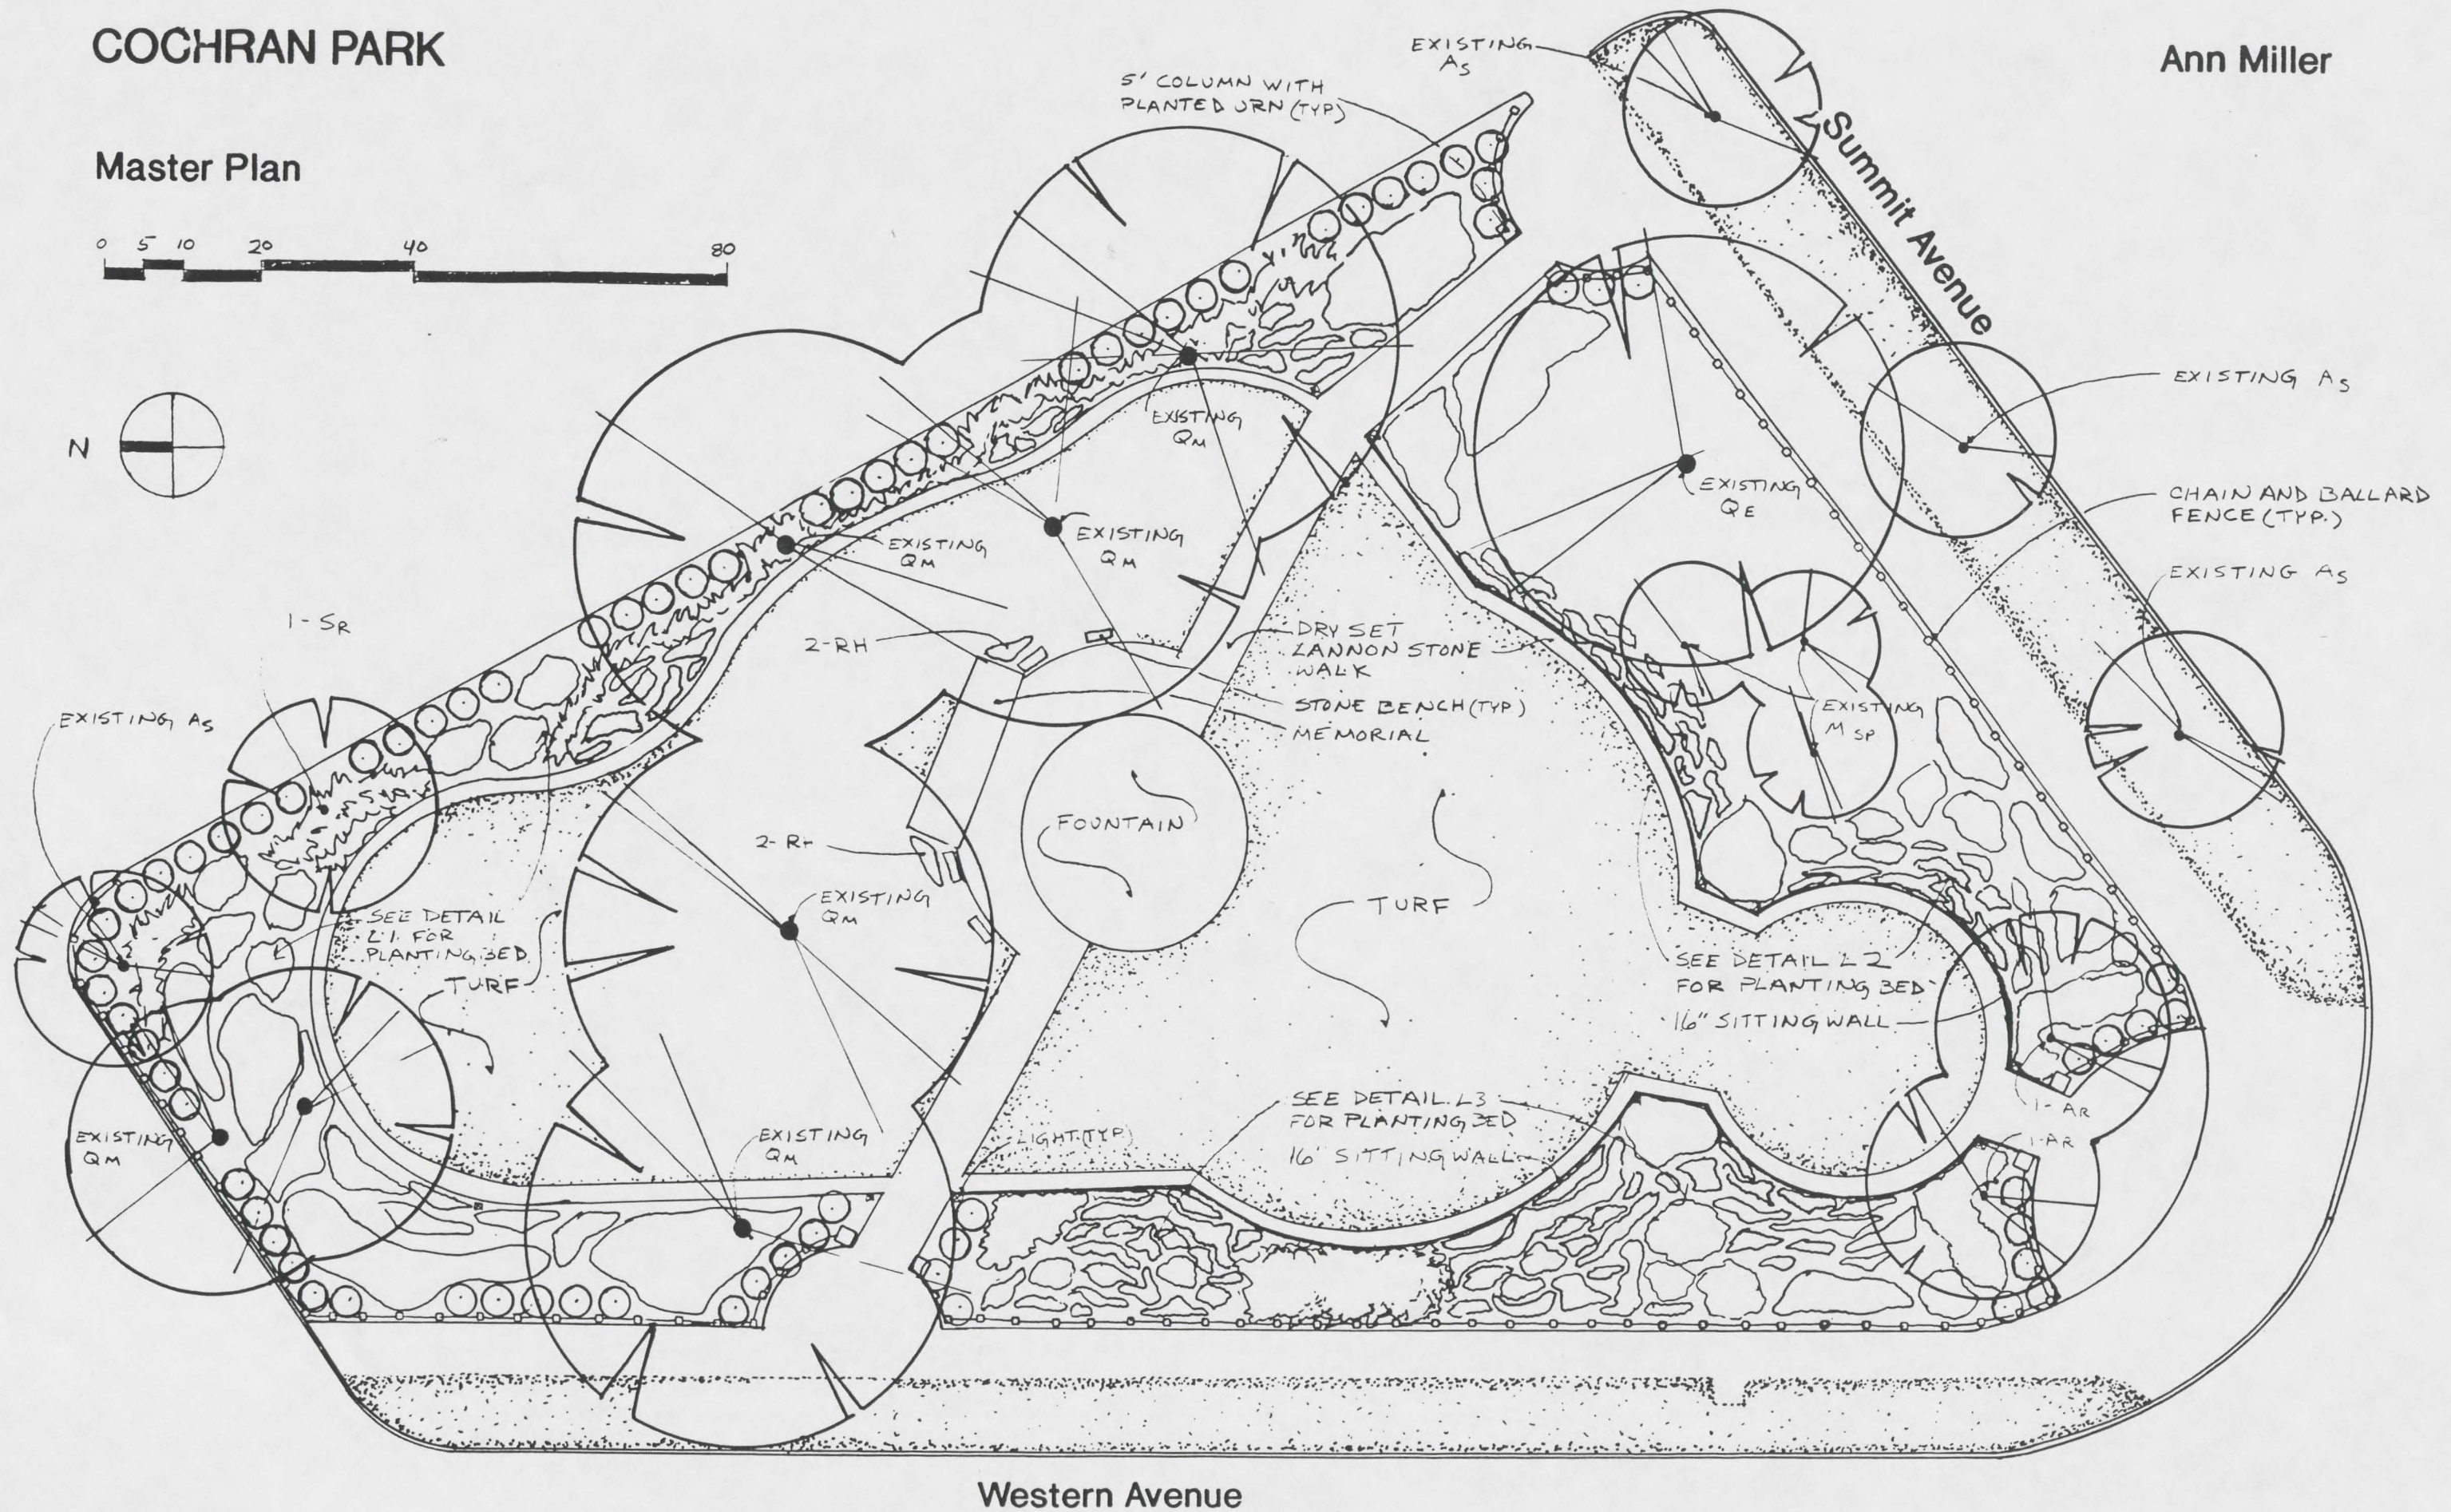 COCHRAN PARK
Ann Miller
Master Plan
0 5 10 20 40 80
N
EXISTING
AS
5' COLUMN WITH
PLANTED URN (TYP)
Summit Avenue
EXISTING AS
CHAIN AND BALLARD
FENCE (TYP.)
EXISTING AS
EXISTING
QM
EXISTING
QE
EXISTING
QM
EXISTING
QM
1-SR
2-RH
DRY SET
LANNON STONE
WALK
STONE BENCH (TYP)
MEMORIAL
EXISTING
M SP
EXISTING AS
FOUNTAIN
2-RH
EXISTING
QM
TURF
SEE DETAIL
L1 FOR
PLANTING BED
TURF
SEE DETAIL L2
FOR PLANTING BED
16" SITTING WALL
SEE DETAIL L3
FOR PLANTING BED
16" SITTING WALL
1-AR
1-AR
EXISTING
QM
EXISTING
QM
LIGHT (TYP)
Western Avenue